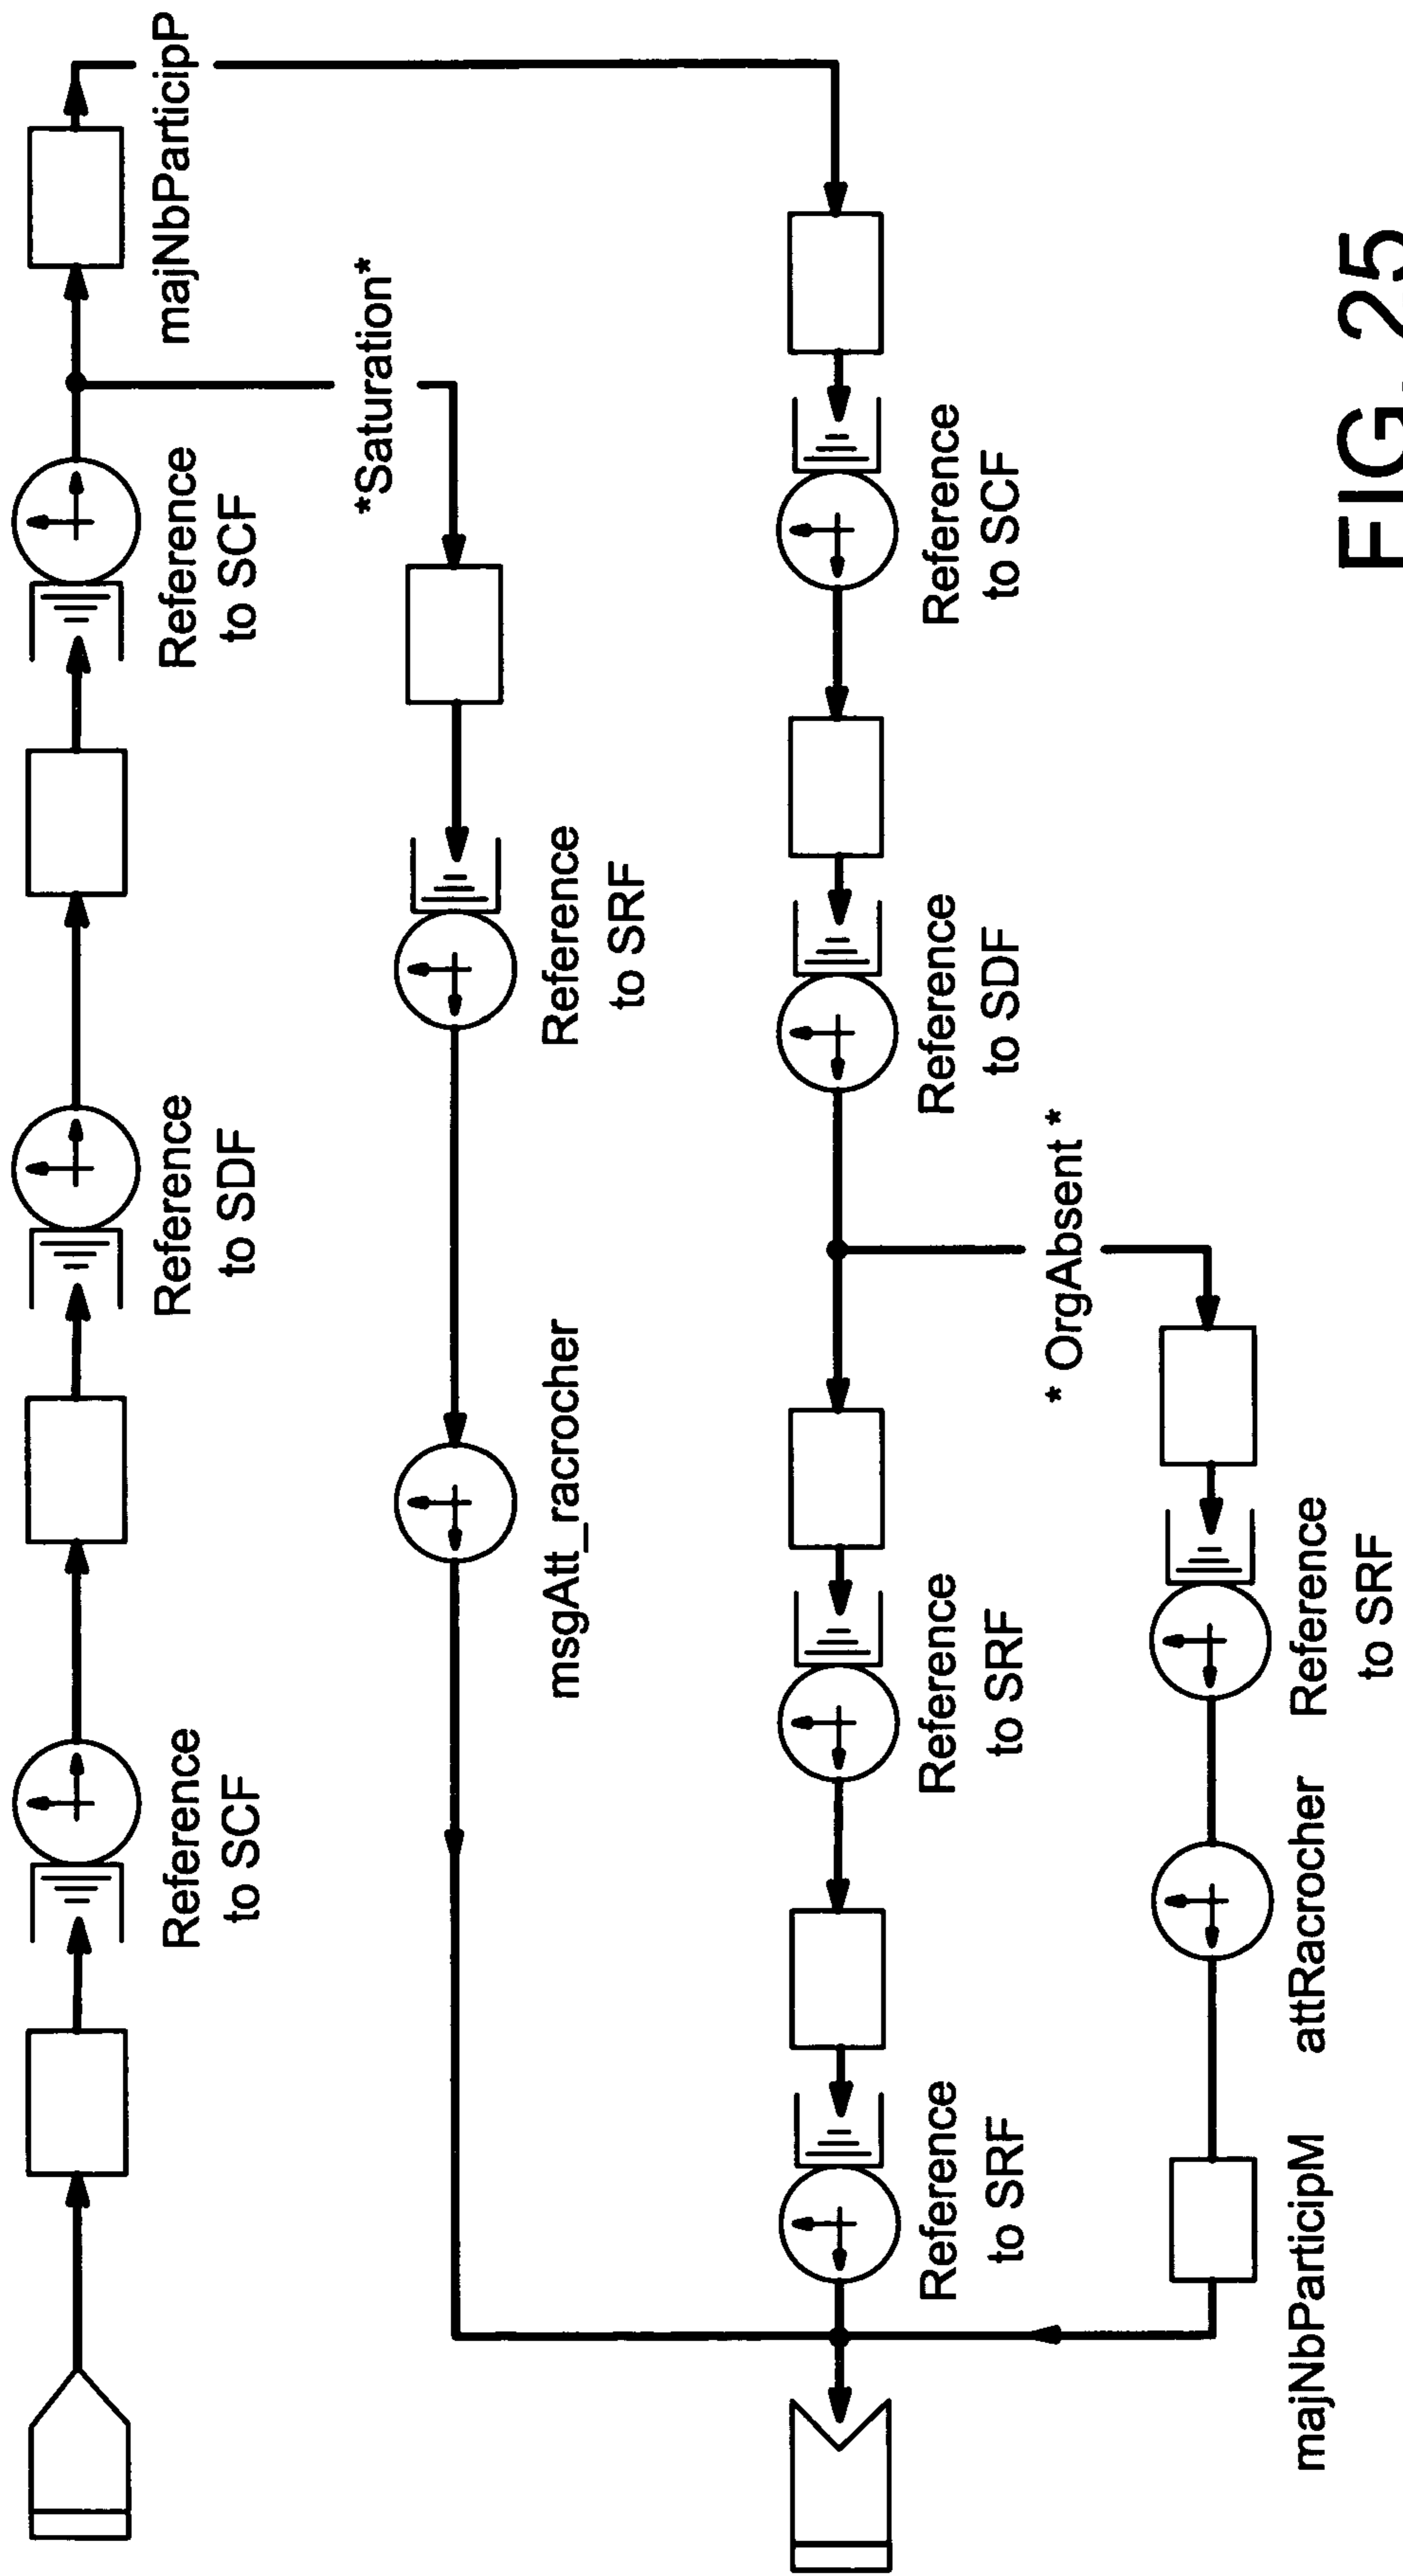 Reference
to SCF
Reference
to SDF
Reference
to SCF
majNbParticipP
*Saturation*
msgAtt_racrocher
Reference
to SRF
Reference
to SRF
Reference
to SRF
Reference
to SDF
Reference
to SCF
* OrgAbsent *
majNbParticipM
attRacrocher
Reference
to SRF
FIG. 25